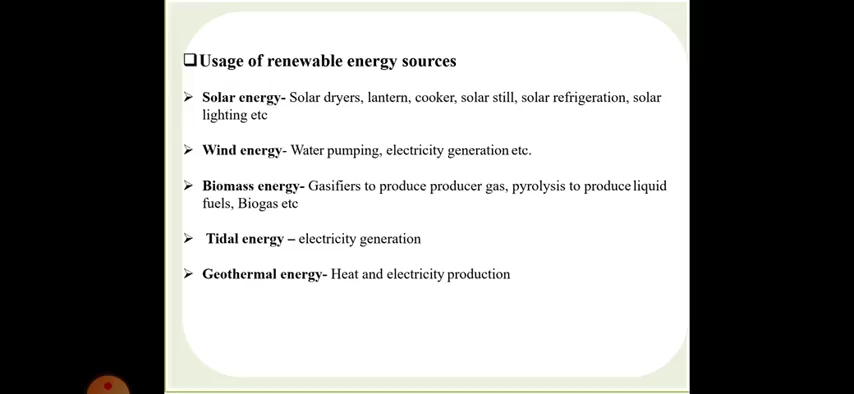 ❑Usage of renewable energy sources
➢ Solar energy- Solar dryers, lantern, cooker, solar still, solar refrigeration, solar
lighting etc
➢ Wind energy- Water pumping, electricity generation etc.
➢ Biomass energy- Gasifiers to produce producer gas, pyrolysis to produce liquid
fuels, Biogas etc
➢ Tidal energy – electricity generation
➢ Geothermal energy- Heat and electricity production